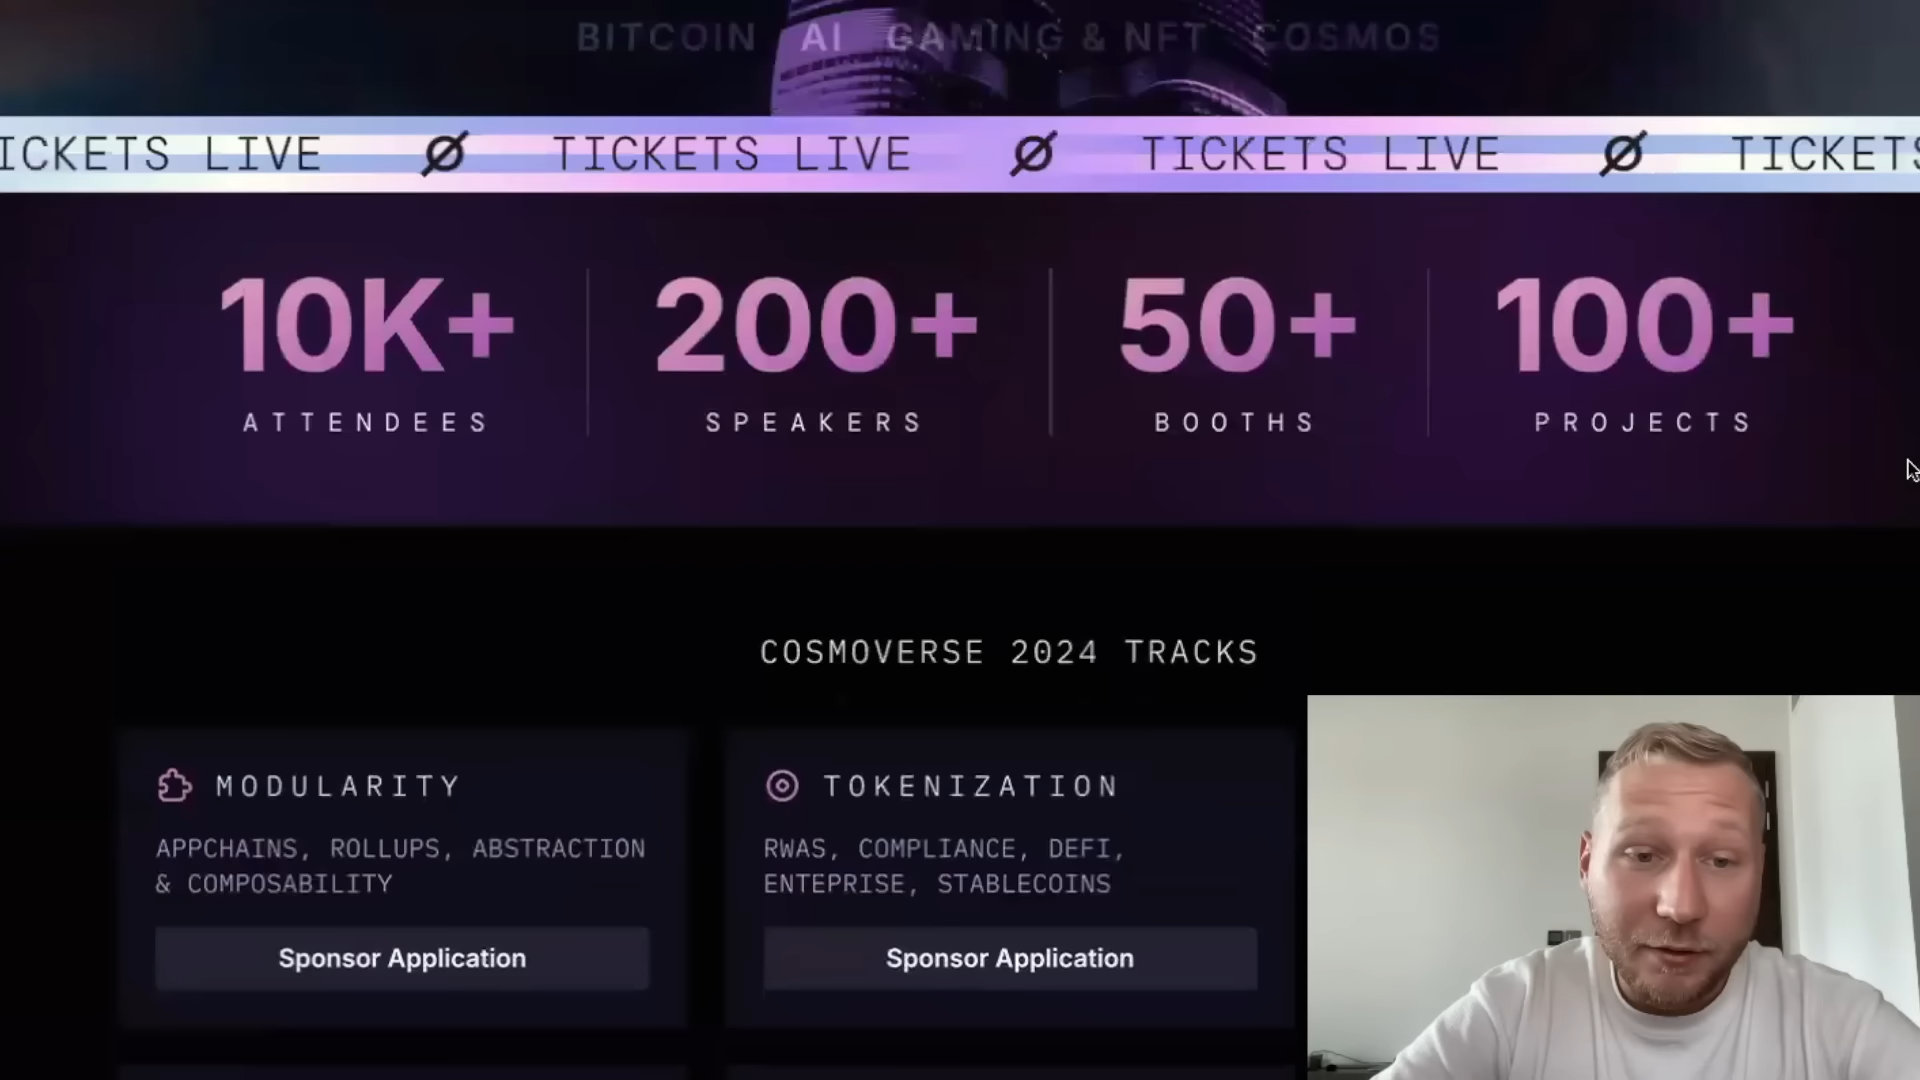 BITCOIN AI GAMING & NFT COSMOS
ICKETS LIVE TICKETS LIVE TICKETS LIVE TICKETS
10K+ 200+ 50+ 100+
ATTENDEES SPEAKERS BOOTHS PROJECTS
COSMOVERSE 2024 TRACKS
MODULARITY
APPCHAINS, ROLLUPS, ABSTRACTION
& COMPOSABILITY
Sponsor Application
TOKENIZATION
RWAS, COMPLIANCE, DEFI,
ENTEPRISE, STABLECOINS
Sponsor Application